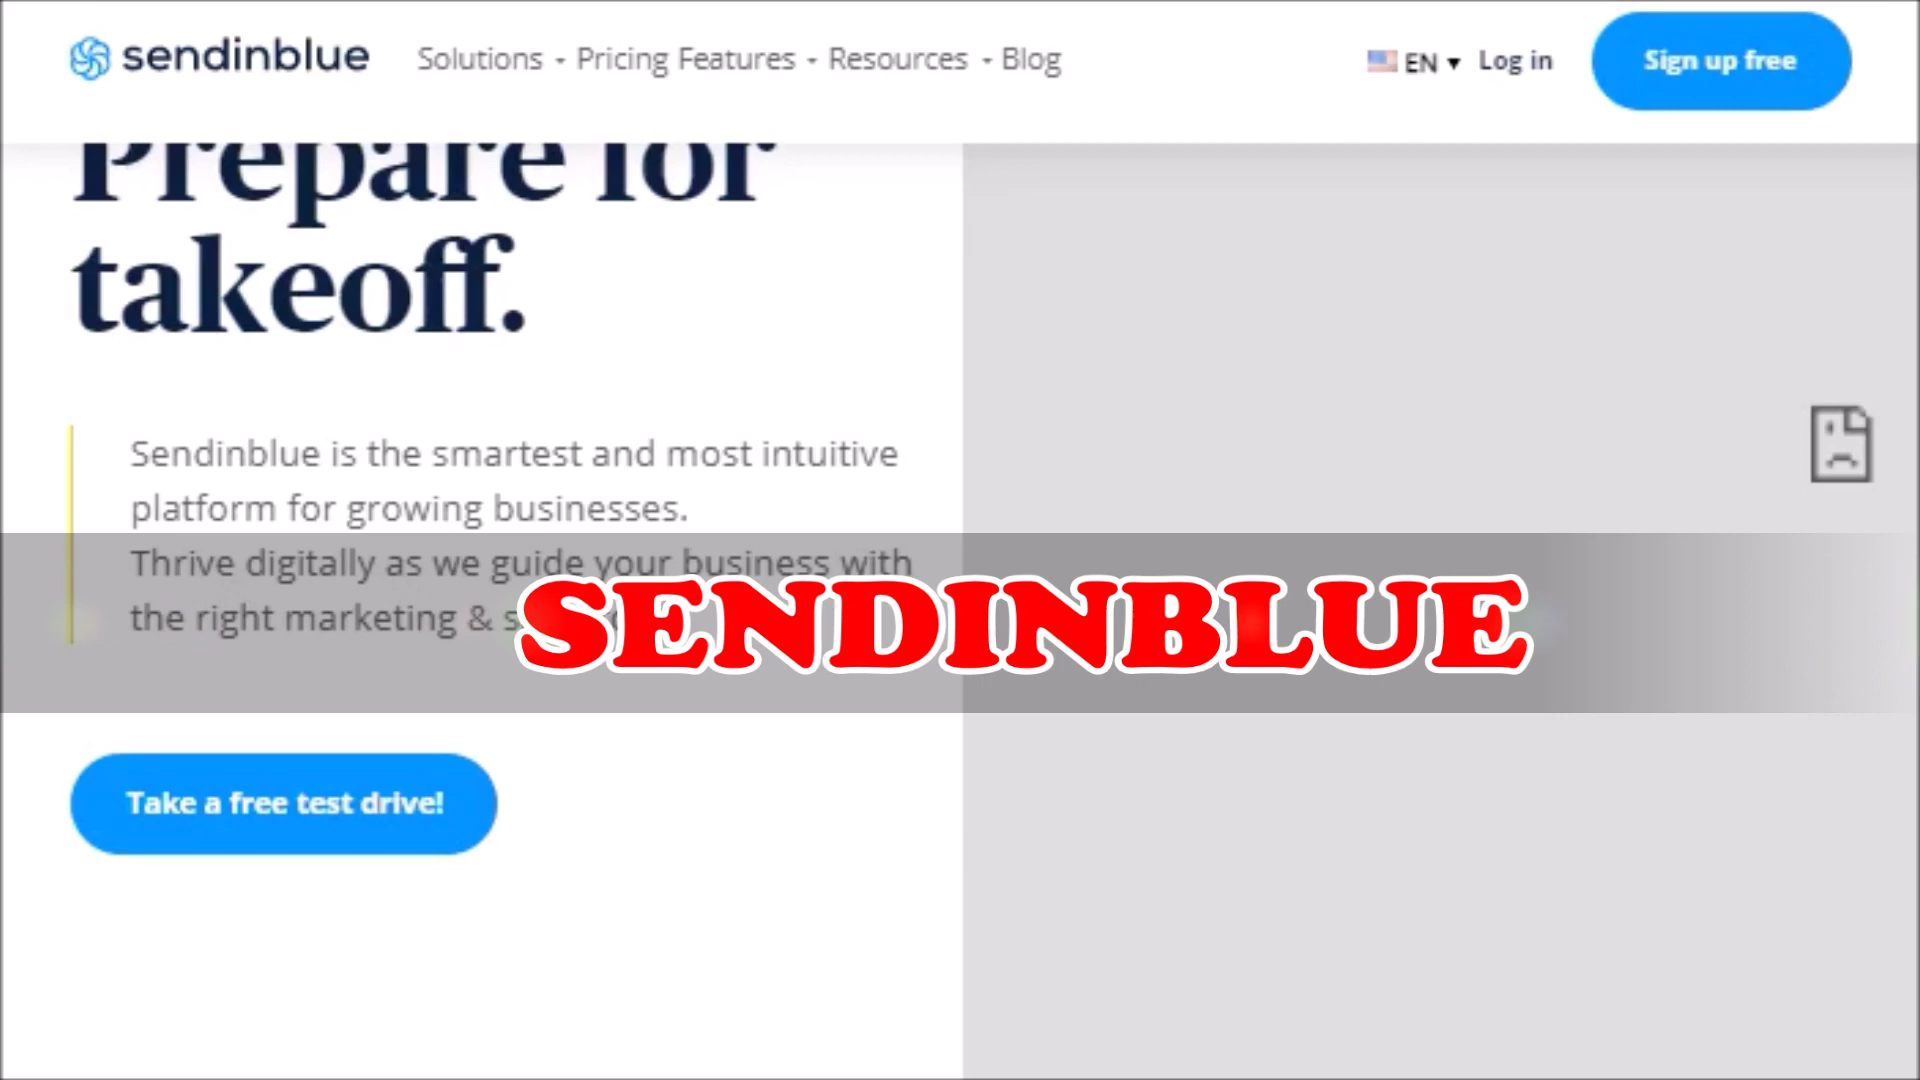 sendinblue Solutions Pricing Features Resources Blog EN Log in Sign up free
Prepare for
takeoff.
Sendinblue is the smartest and most intuitive
platform for growing businesses.
Thrive digitally as we guide your business with
the right marketing &
SENDINBLUE
Take a free test drive!